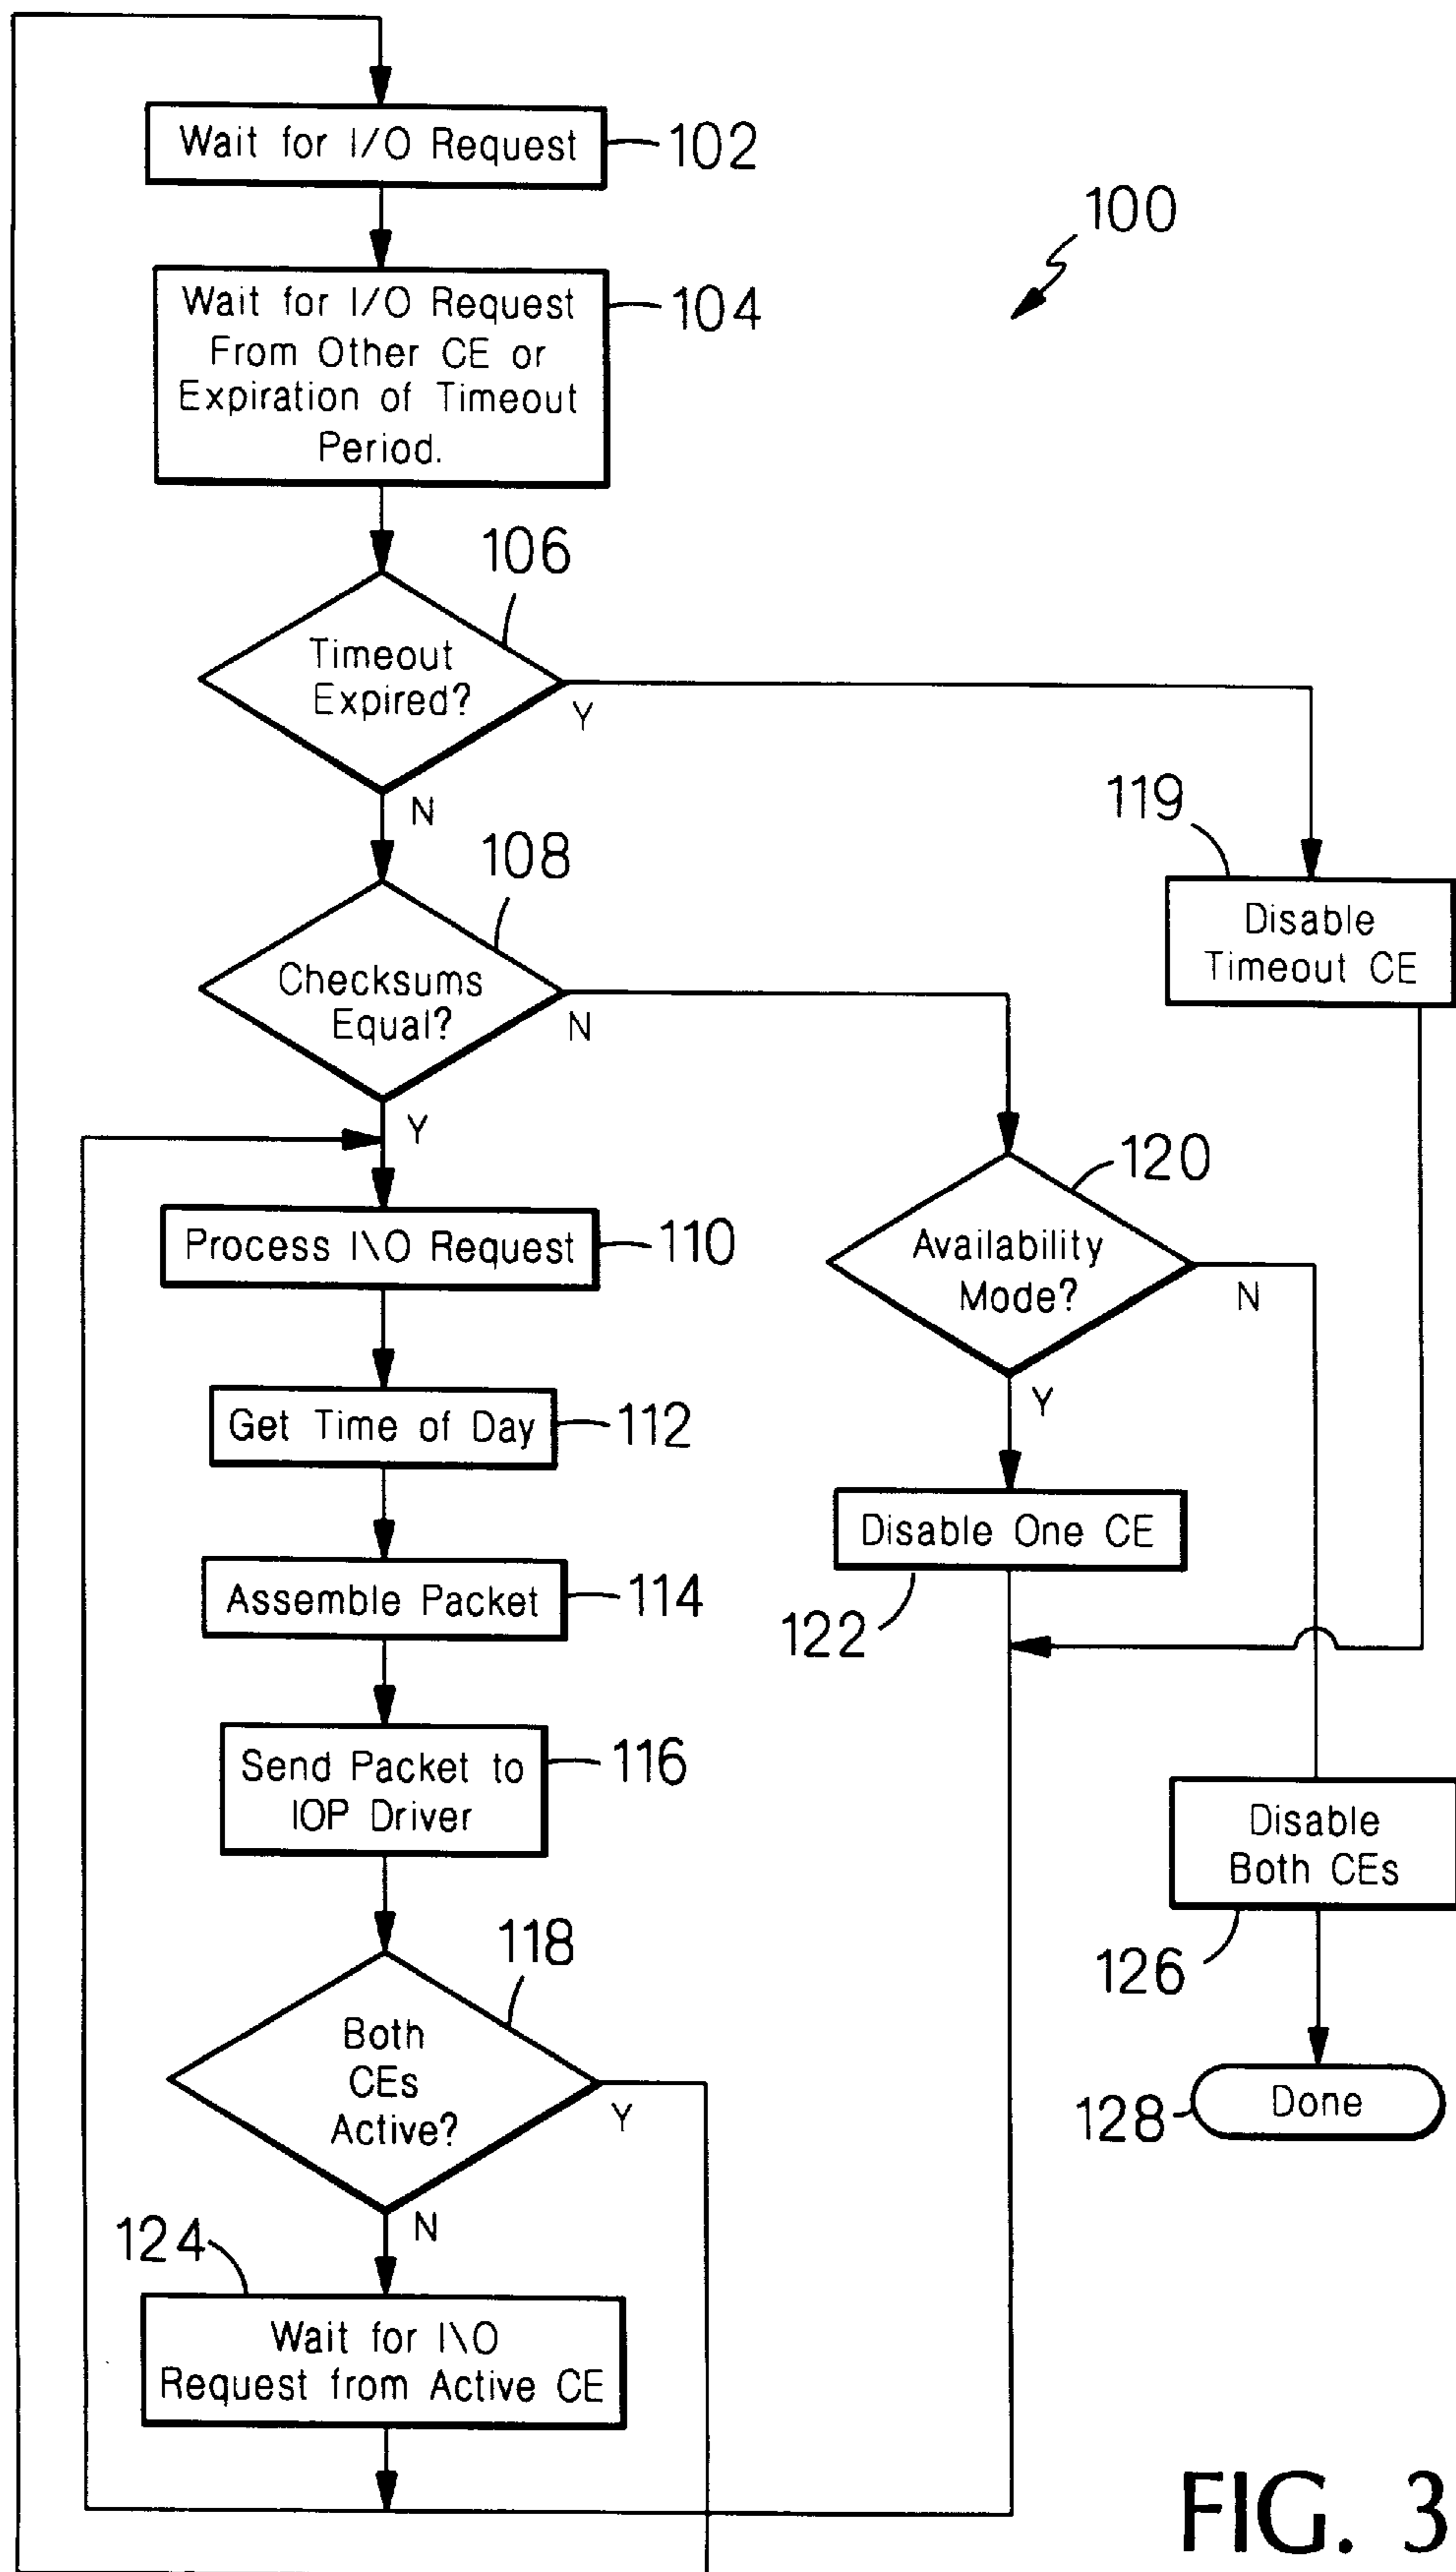 Wait for I/O Request
102
100
Wait for I/O Request
From Other CE or
Expiration of Timeout
Period.
104
106
Timeout
Expired?
Y
N
119
Disable
Timeout CE
108
Checksums
Equal?
N
Y
120
Availability
Mode?
N
Y
Process I\O Request
110
Get Time of Day
112
Disable One CE
122
Assemble Packet
114
Send Packet to
IOP Driver
116
Disable
Both CEs
126
118
Both
CEs
Active?
Y
N
128
Done
124
Wait for I\O
Request from Active CE
FIG. 3